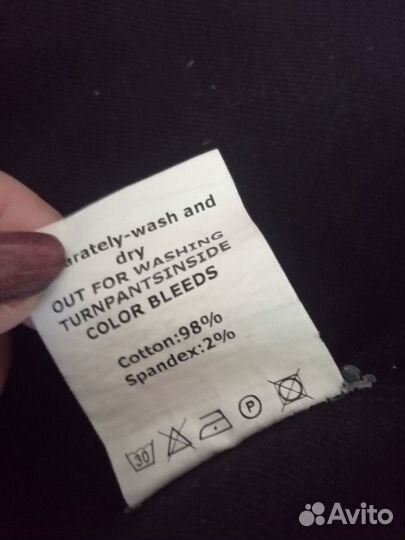 arately-wash and
dry
OUT FOR WASHING
TURNPANTSINSIDE
COLOR BLEEDS
Cotton:98%
Spandex:2%
30
P
Avito